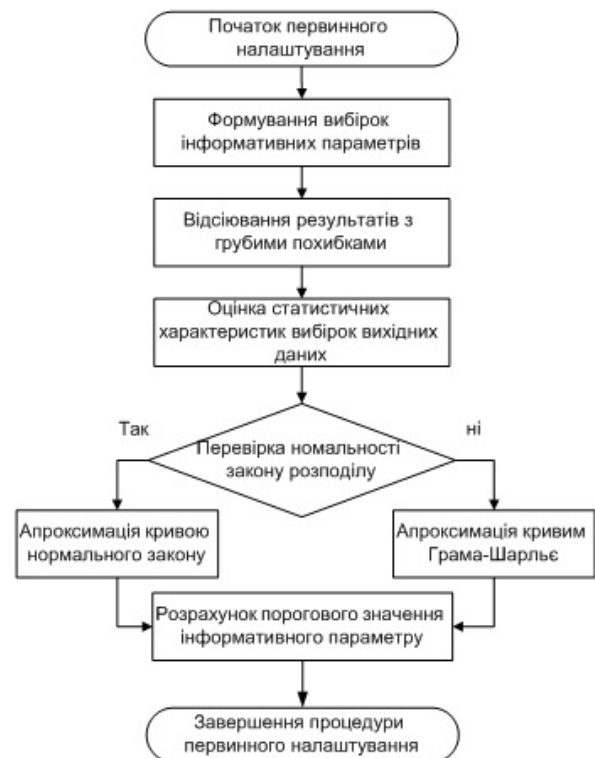 Початок первинного
налаштування
Формування вибірок
інформативних параметрів
Відсіювання результатів з
грубими похибками
Оцінка статистичних
характеристик вибірок вихідних
даних
Так
ні
Перевірка номальності
закону розподілу
Апроксимація кривою
нормального закону
Апроксимація кривим
Грама-Шарльє
Розрахунок порогового значення
інформативного параметру
Завершення процедури
первинного налаштування